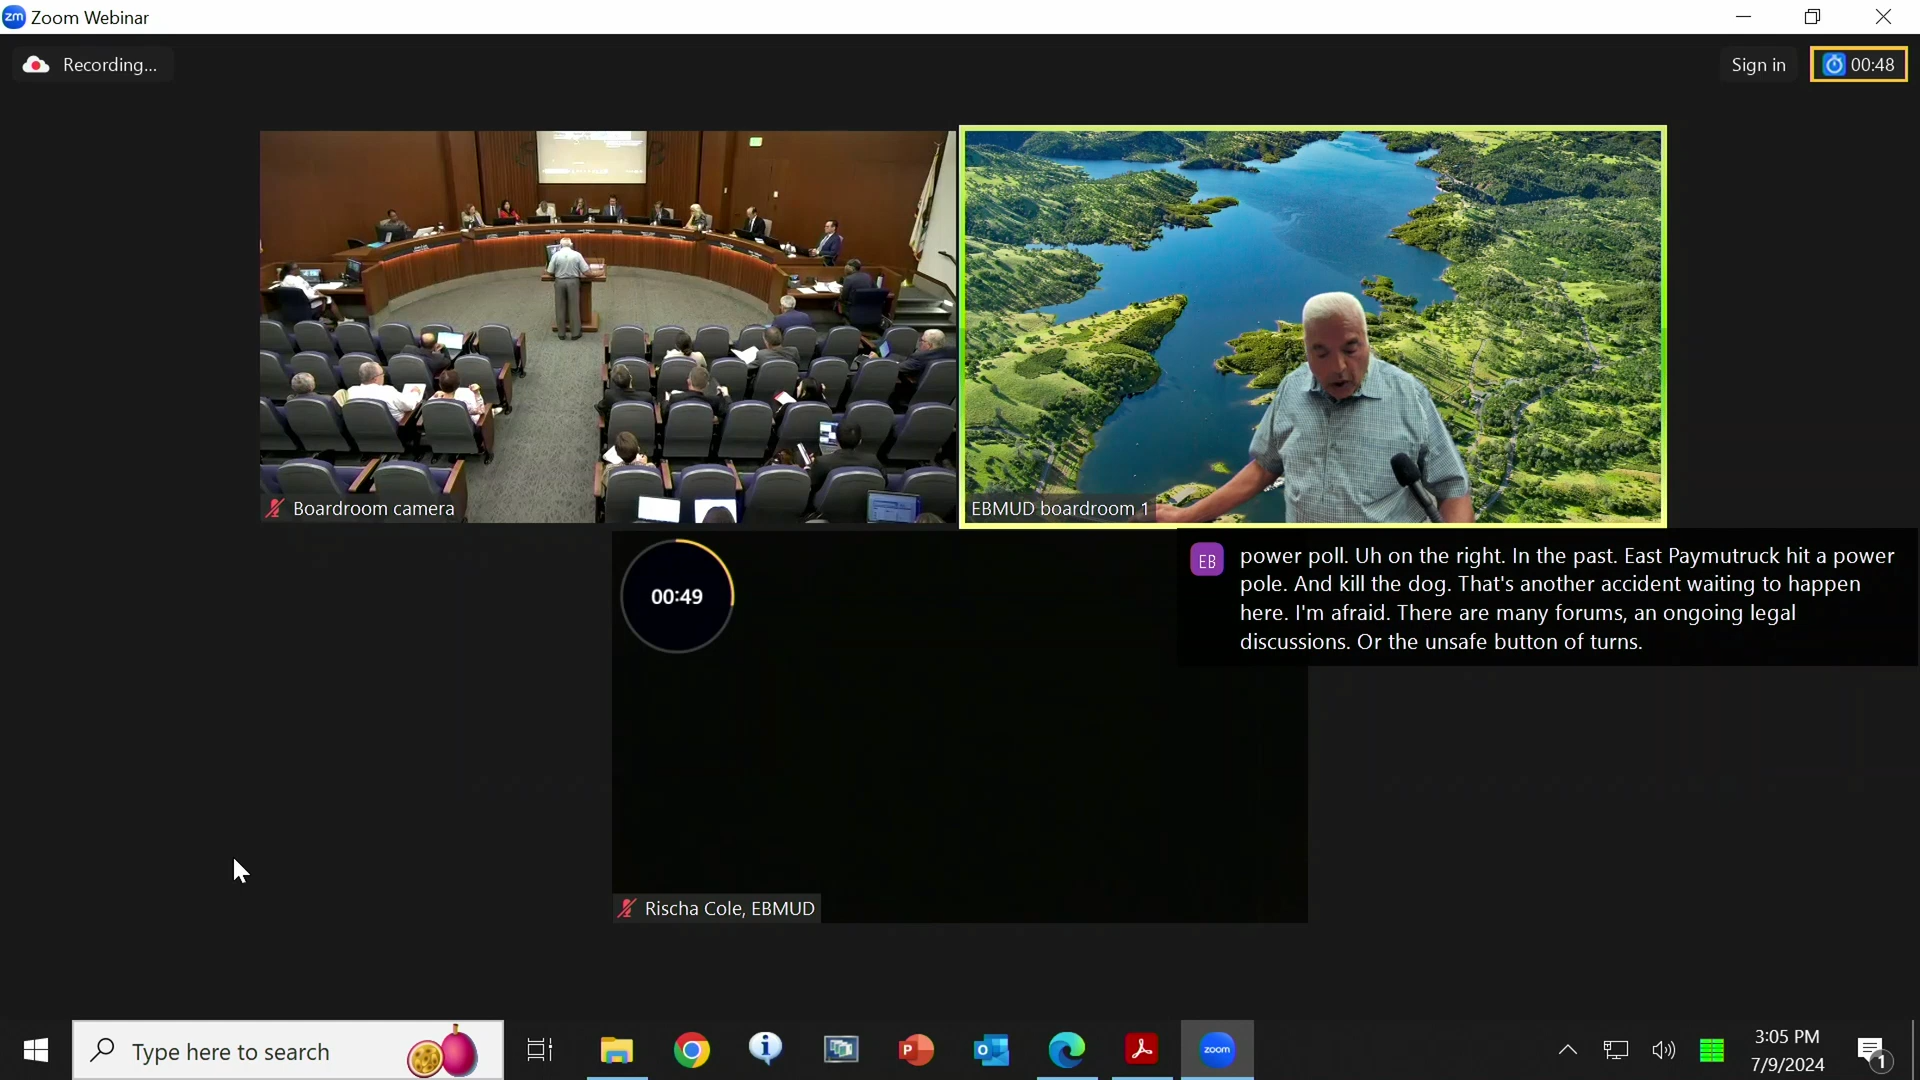 Zoom Webinar
Recording...
Sign in
00:48
Boardroom camera
EBMUD boardroom 1
EB
power poll. Uh on the right. In the past. East Paymutruck hit a power
pole. And kill the dog. That's another accident waiting to happen
here. I'm afraid. There are many forums, an ongoing legal
discussions. Or the unsafe button of turns.
00:49
Rischa Cole, EBMUD
Type here to search
zoom
3:05 PM
7/9/2024
1